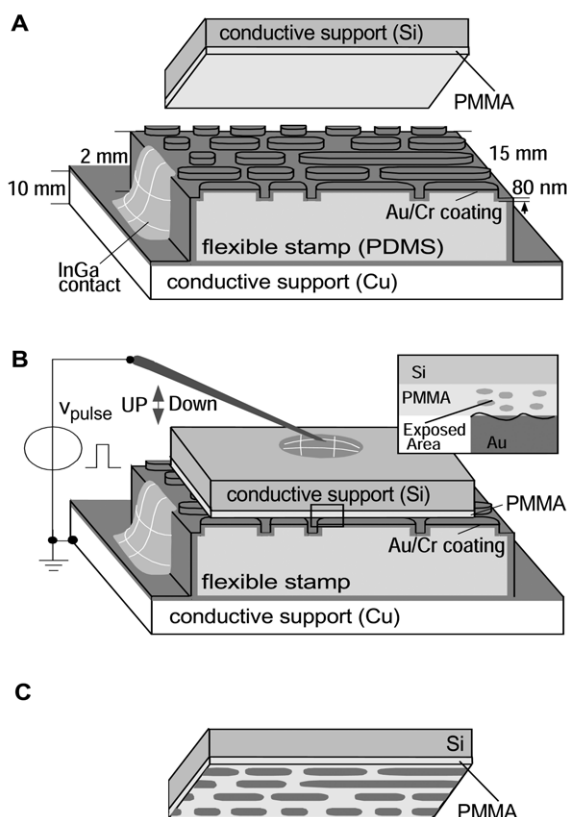 A
conductive support (Si)
PMMA
2 mm
15 mm
10 mm
80 nm
Au/Cr coating
flexible stamp (PDMS)
InGa
contact
conductive support (Cu)
B
Si
PMMA
Exposed
Area
Au
UP
Down
Vpulse
conductive support (Si)
PMMA
Au/Cr coating
flexible stamp
conductive support (Cu)
C
Si
PMMA